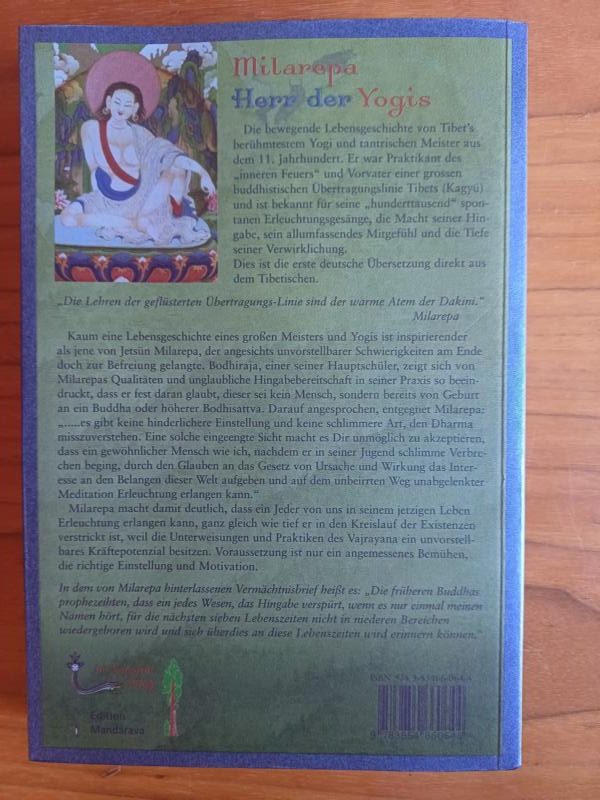 Milarepa
Herr der Yogis
Die bewegende Lebensgeschichte von Tibet's
berühmtestem Yogi und tantrischen Meister aus
dem 11. Jahrhundert. Er war Praktikant des
„inneren Feuers“ und Vorvater einer grossen
buddhistischen Übertragungslinie Tibets (Kagyü)
und ist bekannt für seine „hunderttausend“ spon-
tanen Erleuchtungsgesänge, die Macht seiner Hin-
gabe, sein allumfassendes Mitgefühl und die Tiefe
seiner Verwirklichung.
Dies ist die erste deutsche Übersetzung direkt aus
dem Tibetischen.
„Die Lehren der geflüsterten Übertragungs-Linie sind der warme Atem der Dakini.“
Milarepa
Kaum eine Lebensgeschichte eines großen Meisters und Yogis ist inspirierender
als jene von Jetsün Milarepa, der angesichts unvorstellbarer Schwierigkeiten am Ende
doch zur Befreiung gelangte. Bodhiraja, einer seiner Hauptschüler, zeigt sich von
Milarepas Qualitäten und unglaubliche Hingabebereitschaft in seiner Praxis so beein-
druckt, dass er fest daran glaubt, dieser sei kein Mensch, sondern bereits von Geburt
an ein Buddha oder höherer Bodhisattva. Darauf angesprochen, entgegnet Milarepa:
„.....es gibt keine hinderlichere Einstellung und keine schlimmere Art, den Dharma
misszuverstehen. Eine solche eingeengte Sicht macht es Dir unmöglich zu akzeptieren,
dass ein gewöhnlicher Mensch wie ich, nachdem er in seiner Jugend schlimme Verbre-
chen beging, durch den Glauben an das Gesetz von Ursache und Wirkung das Inter-
esse an den Belangen dieser Welt aufgeben und auf dem unbeirrten Weg unabgelenkter
Meditation Erleuchtung erlangen kann.“
Milarepa macht damit deutlich, dass ein Jeder von uns in seinem jetzigen Leben
Erleuchtung erlangen kann, ganz gleich wie tief er in den Kreislauf der Existenzen
verstrickt ist, weil die Unterweisungen und Praktiken des Vajrayana ein unvorstell-
bares Kräftepotenzial besitzen. Voraussetzung ist nur ein angemessenes Bemühen,
die richtige Einstellung und Motivation.
In dem von Milarepa hinterlassenen Vermächtnisbrief heißt es: „Die früheren Buddhas
prophezeihten, dass ein jedes Wesen, das Hingabe verspürt, wenn es nur einmal meinen
Namen hört, für die nächsten sieben Lebenszeiten nicht in niederen Bereichen
wiedergeboren wird und sich überdies an diese Lebenszeiten wird erinnern können.“
Edition
Mandarava
ISBN